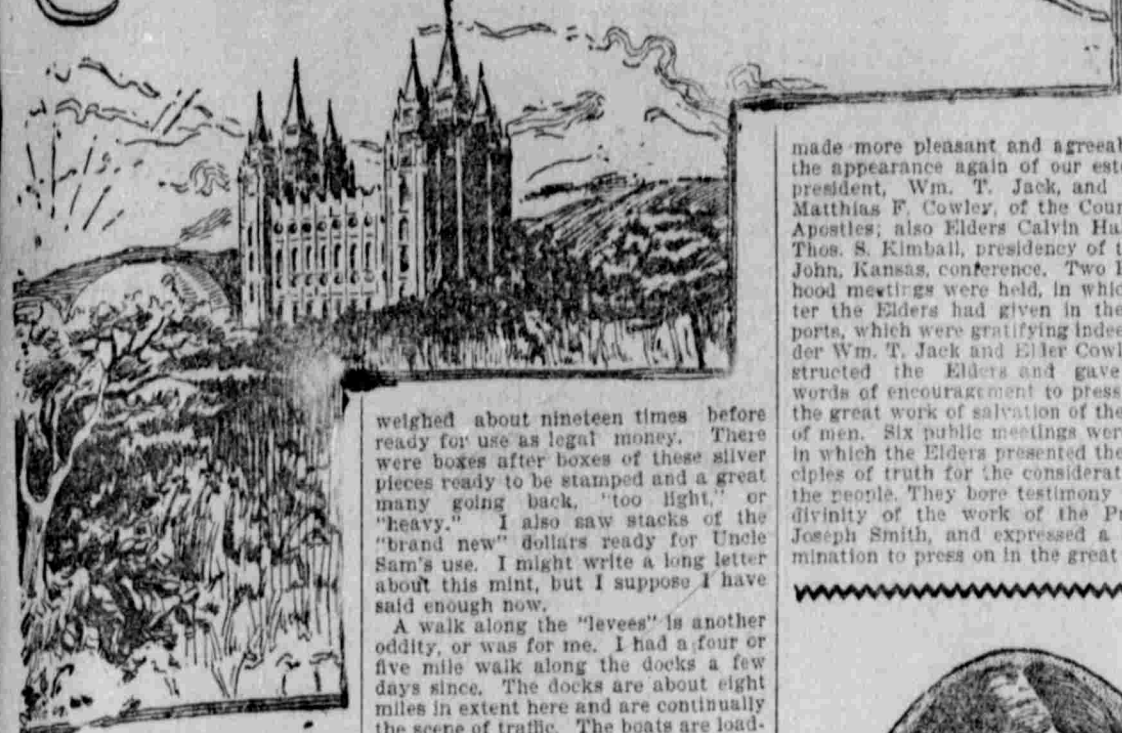 weighed about nineteen times before
ready for use as legal money. There
were boxes after boxes of these silver
pieces ready to be stamped and a great
many going back, "too light," or
"heavy." I also saw stacks of the
"brand new" dollars ready for Uncle
Sam's use. I might write a long letter
about this mint, but I suppose I have
said enough now.
A walk along the "levees" is another
oddity, or was for me. I had a four or
five mile walk along the docks a few
days since. The docks are about eight
miles in extent here and are continually
the scene of traffic. The boats are load-
made more pleasant and agreeab
the appearance again of our est
president, Wm. T. Jack, and
Matthias F. Cowley, of the Coun
Apostles; also Elders Calvin Ha
Thos. S. Kimball, presidency of t
John, Kansas, conference. Two
hood meetings were held, in whic
ter the Elders had given in the
ports, which were gratifying indee
der Wm. T. Jack and Elder Cowl
structed the Elders and gave
words of encouragement to press
the great work of salvation of the
of men. Six public meetings wer
in which the Elders presented the
ciples of truth for the considerat
the people. They bore testimony
divinity of the work of the P
Joseph Smith, and expressed a
mination to press on in the great